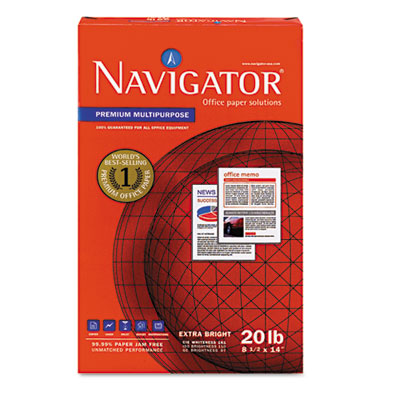 www.navigator-usa.com
NAVIGATOR®
Office paper solutions
PREMIUM MULTIPURPOSE
100% GUARANTEED FOR ALL OFFICE EQUIPMENT
WORLD'S
BEST-SELLING
1
PREMIUM OFFICE PAPER
office memo
NEWS
SUCCESS
EXTRA BRIGHT
20 lb
8 1/2 x 14"
99.99% PAPER JAM FREE
UNMATCHED PERFORMANCE